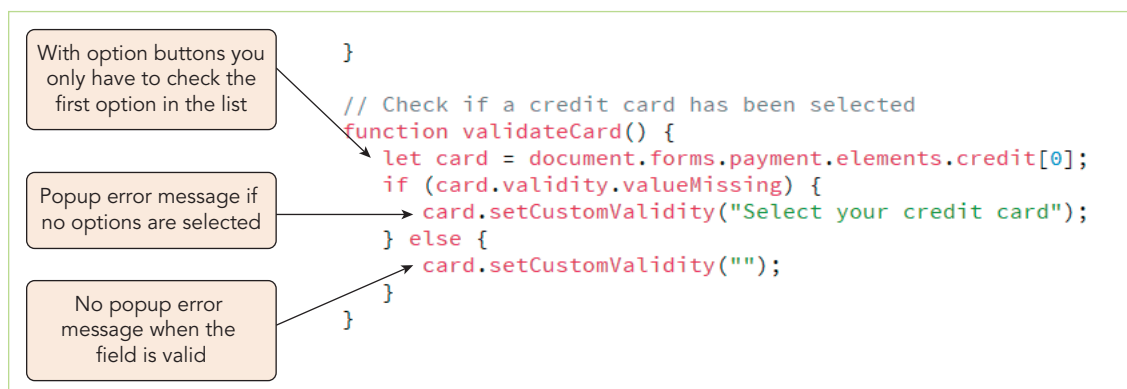 With option buttons you
only have to check the
first option in the list
Popup error message if
no options are selected
No popup error
message when the
field is valid
}
// Check if a credit card has been selected
function validateCard() {
let card = document.forms.payment.elements.credit[0];
if (card.validity.valueMissing) {
card.setCustomValidity("Select your credit card");
} else {
card.setCustomValidity("");
}
}